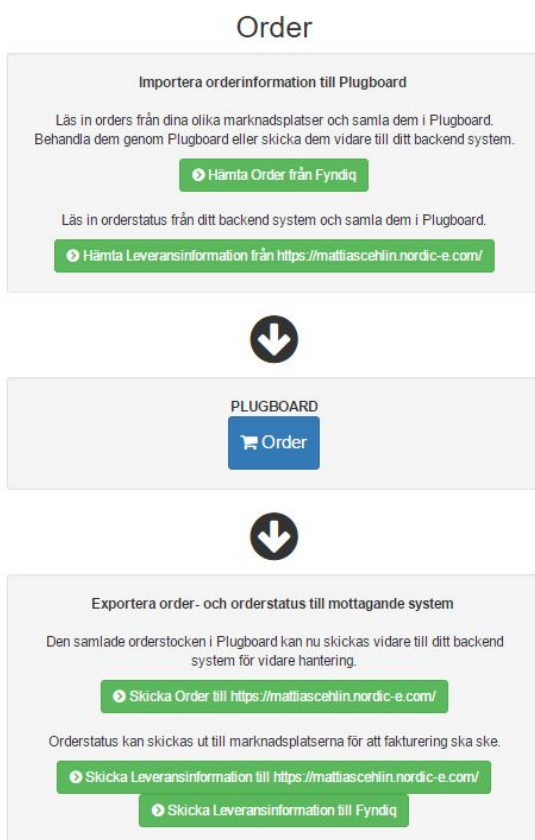 Order
Importera orderinformation till Plugboard
Läs in orders från dina olika marknadsplatser och samla dem i Plugboard.
Behandla dem genom Plugboard eller skicka dem vidare till ditt backend system.
Hämta Order från Fyndiq
Läs in orderstatus från ditt backend system och samla dem i Plugboard.
Hämta Leveransinformation från https://mattiascehlin.nordic-e.com/
PLUGBOARD
Order
Exportera order- och orderstatus till mottagande system
Den samlade orderstocken i Plugboard kan nu skickas vidare till ditt backend
system för vidare hantering.
Skicka Order till https://mattiascehlin.nordic-e.com/
Orderstatus kan skickas ut till marknadsplatserna för att fakturering ska ske.
Skicka Leveransinformation till https://mattiascehlin.nordic-e.com/
Skicka Leveransinformation till Fyndiq